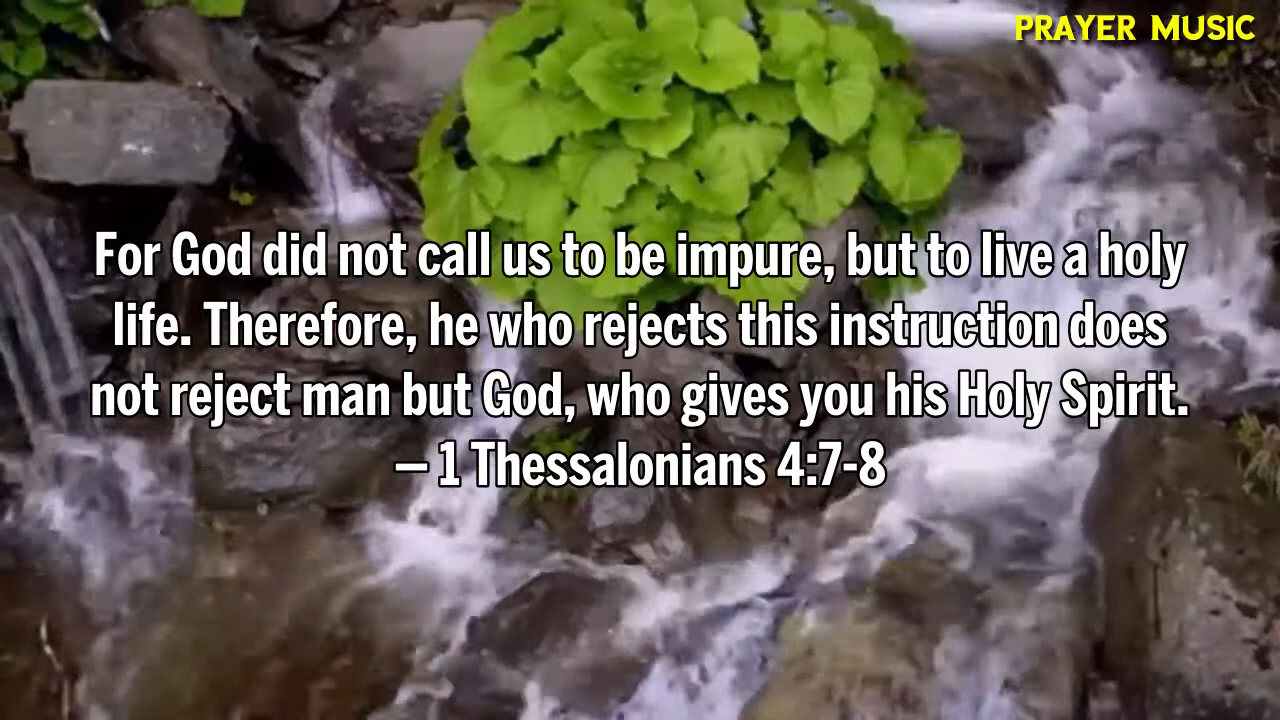 PRAYER MUSIC
For God did not call us to be impure, but to live a holy
life. Therefore, he who rejects this instruction does
not reject man but God, who gives you his Holy Spirit.
– 1 Thessalonians 4:7-8